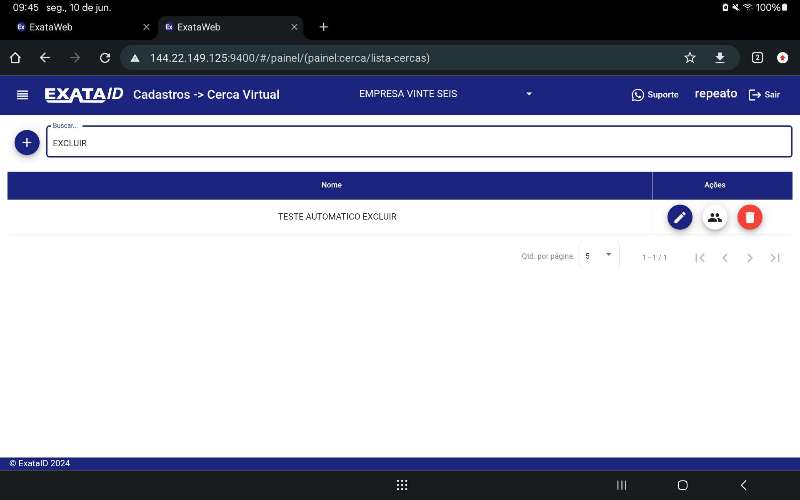 09:45 seg., 10 de jun. 100%
Ex ExataWeb Ex ExataWeb
144.22.149.125:9400/#/painel/(painel:cerca/lista-cercas) 2
EXATAID Cadastros -> Cerca Virtual EMPRESA VINTE SEIS Suporte repeato Sair
Buscar...
EXCLUIR
Nome Ações
TESTE AUTOMATICO EXCLUIR
Qtd. por página: 5 1 - 1 / 1
© ExataID 2024